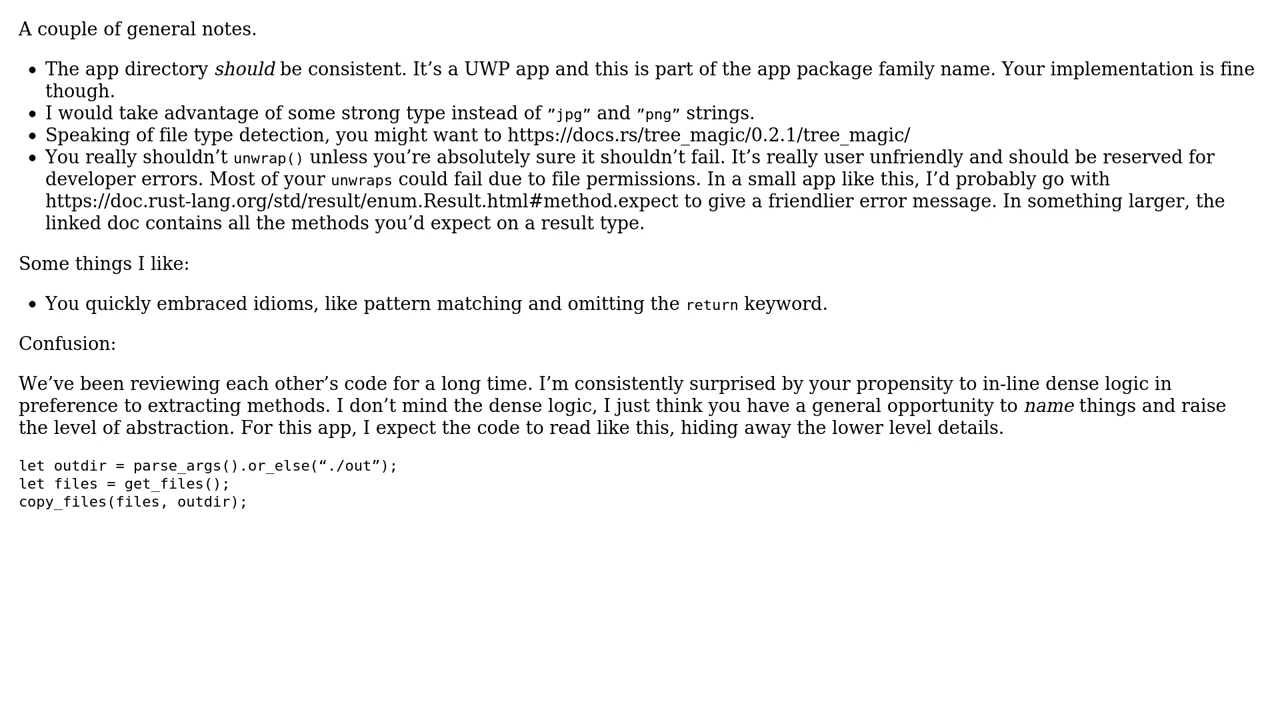 A couple of general notes.
• The app directory should be consistent. It’s a UWP app and this is part of the app package family name. Your implementation is fine
though.
• I would take advantage of some strong type instead of ”jpg” and ”png” strings.
• Speaking of file type detection, you might want to https://docs.rs/tree_magic/0.2.1/tree_magic/
• You really shouldn’t unwrap() unless you’re absolutely sure it shouldn’t fail. It’s really user unfriendly and should be reserved for
developer errors. Most of your unwraps could fail due to file permissions. In a small app like this, I’d probably go with
https://doc.rust-lang.org/std/result/enum.Result.html#method.expect to give a friendlier error message. In something larger, the
linked doc contains all the methods you’d expect on a result type.
Some things I like:
• You quickly embraced idioms, like pattern matching and omitting the return keyword.
Confusion:
We’ve been reviewing each other’s code for a long time. I’m consistently surprised by your propensity to in-line dense logic in
preference to extracting methods. I don’t mind the dense logic, I just think you have a general opportunity to name things and raise
the level of abstraction. For this app, I expect the code to read like this, hiding away the lower level details.
let outdir = parse_args().or_else(“./out”);
let files = get_files();
copy_files(files, outdir);